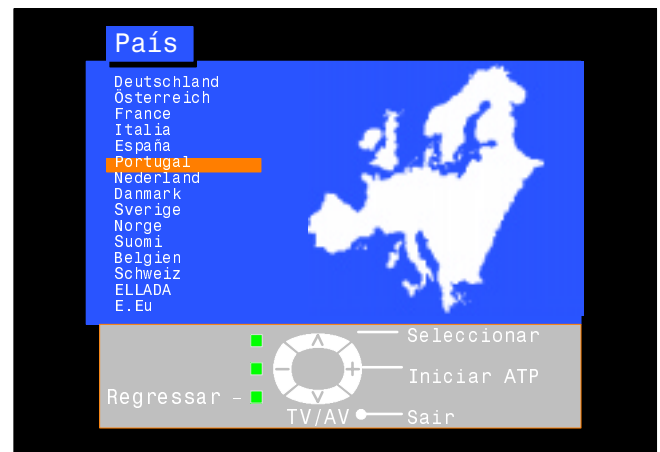 País
Deutschland
Österreich
France
Italia
España
Portugal
Nederland
Danmark
Sverige
Norge
Suomi
Belgien
Schweiz
ELLADA
E.Eu
Seleccionar
Iniciar ATP
Regressar –
TV/AV
Sair